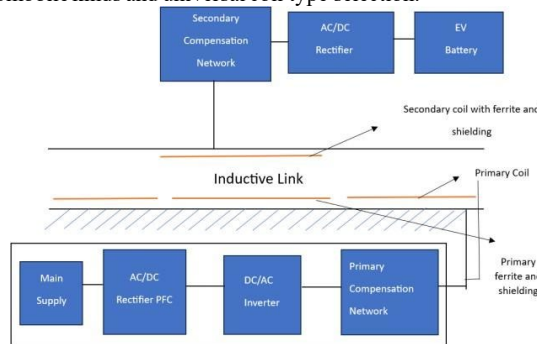 Secondary
Compensation
Network
AC/DC
Rectifier
EV
Battery
Secondary coil with ferrite and
shielding
Inductive Link
Primary Coil
Main
Supply
AC/DC
Rectifier PFC
DC/AC
Inverter
Primary
Compensation
Network
Primary
ferrite and
shielding